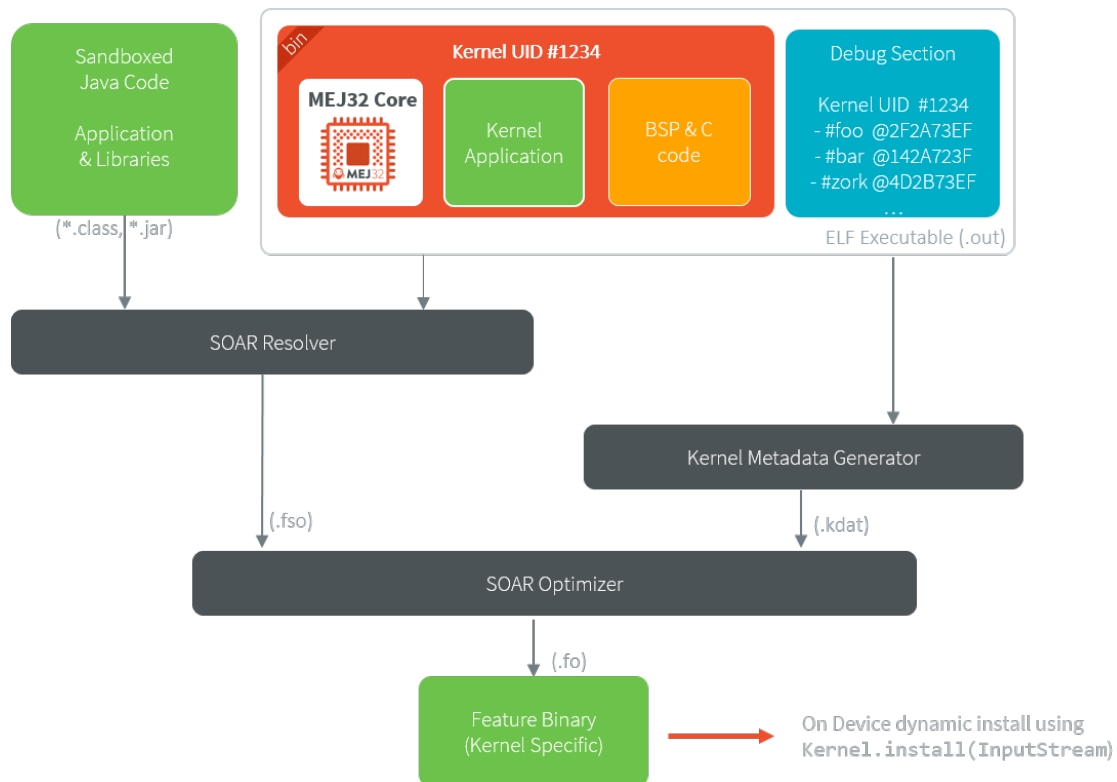 Sandboxed
Java Code
Application
& Libraries
(*.class, *.jar)
bin
Kernel UID #1234
MEJ32 Core
MEJ32
Kernel
Application
BSP & C
code
Debug Section
Kernel UID  #1234
- #foo  @2F2A73EF
- #bar  @142A723F
- #zork @4D2B73EF
...
ELF Executable (.out)
SOAR Resolver
Kernel Metadata Generator
(.fso)
(.kdat)
SOAR Optimizer
(.fo)
Feature Binary
(Kernel Specific)
On Device dynamic install using
Kernel.install(InputStream)